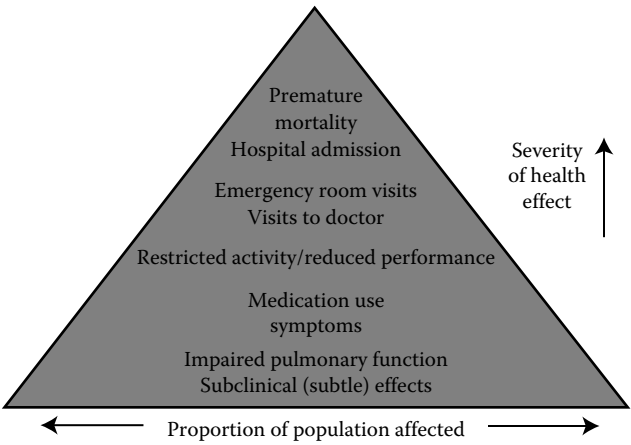 Premature
mortality
Hospital admission
Emergency room visits
Visits to doctor
Restricted activity/reduced performance
Medication use
symptoms
Impaired pulmonary function
Subclinical (subtle) effects
Severity
of health
effect
Proportion of population affected